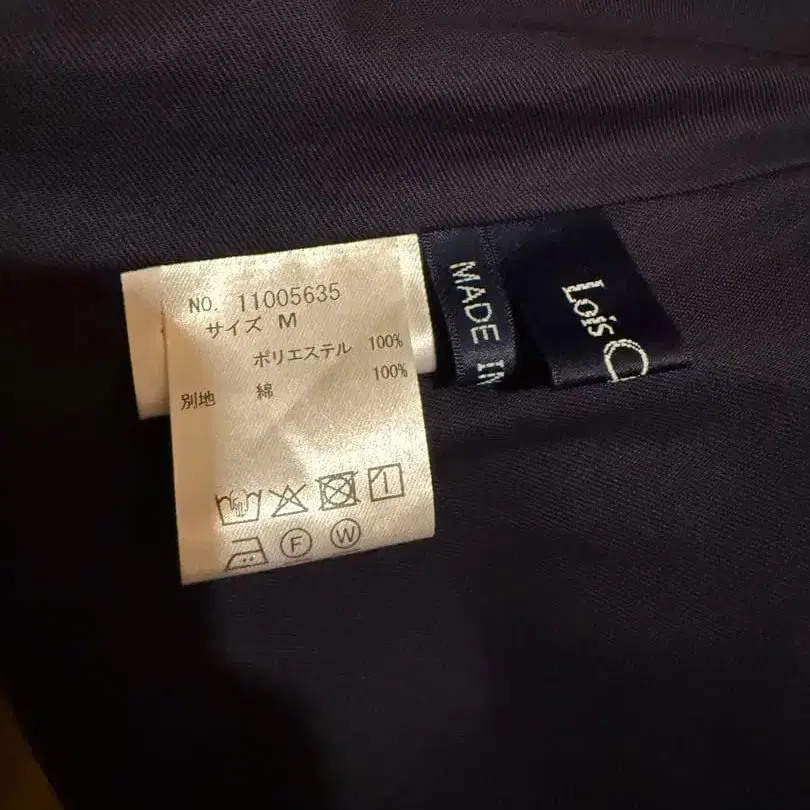 NO. 11005635
サイズ M
ポリエステル 100%
別地 綿 100%
F W
MADE IN
Lois C